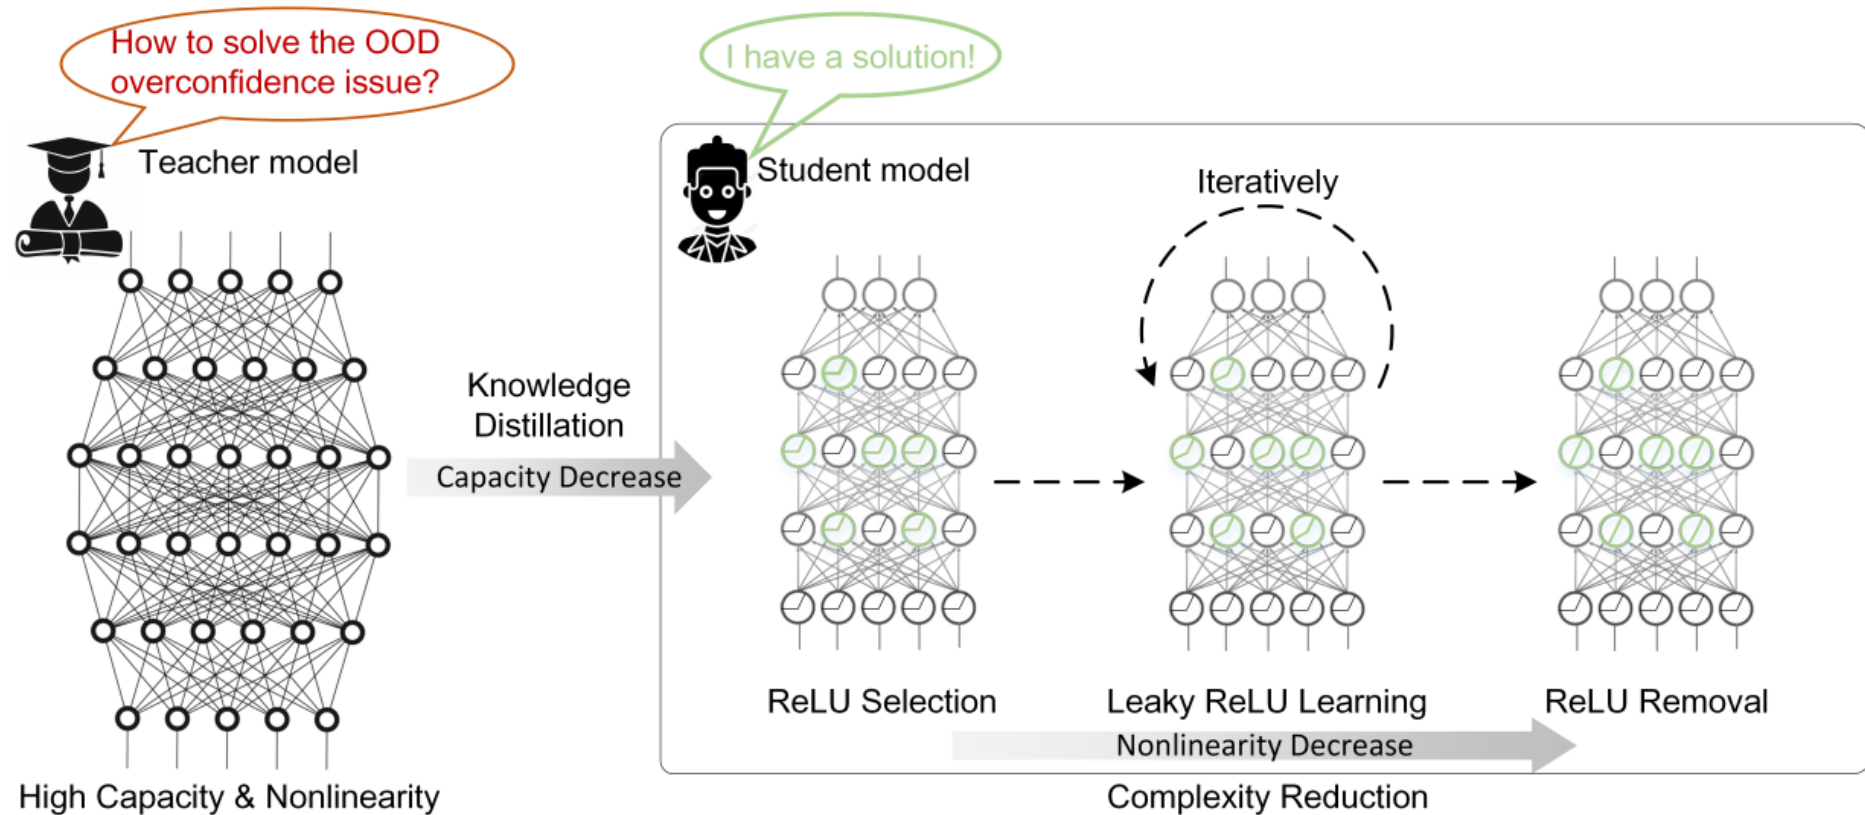 How to solve the OOD
overconfidence issue?
I have a solution!
Teacher model
Student model
Iteratively
Knowledge
Distillation
Capacity Decrease
ReLU Selection
Leaky ReLU Learning
ReLU Removal
Nonlinearity Decrease
High Capacity & Nonlinearity
Complexity Reduction